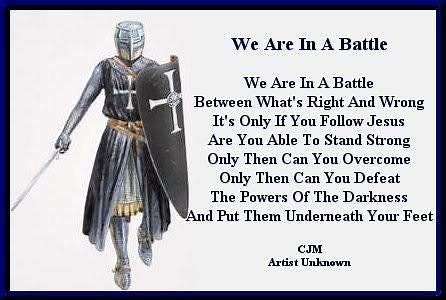 We Are In A Battle
We Are In A Battle
Between What's Right And Wrong
It's Only If You Follow Jesus
Are You Able To Stand Strong
Only Then Can You Overcome
Only Then Can You Defeat
The Powers Of The Darkness
And Put Them Underneath Your Feet
CJM
Artist Unknown